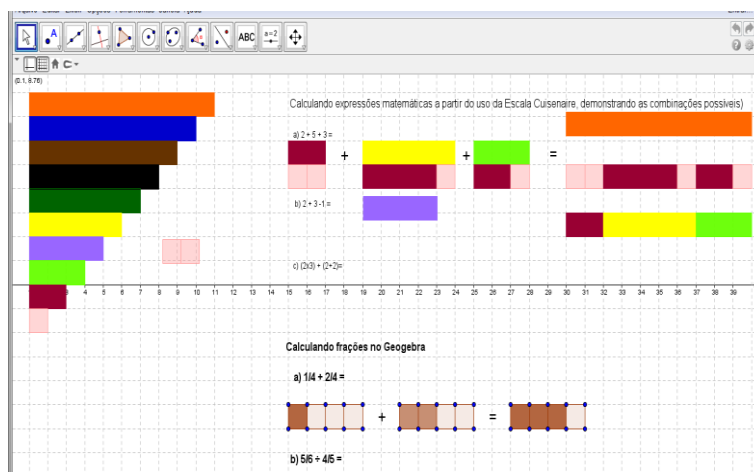 ABC a=2
(0.1, 8.76)
Calculando expressões matemáticas a partir do uso da Escala Cuisenaire, demonstrando as combinações possíveis)
a) 2 + 5 + 3 =
+ + =
b) 2 + 3 -1 =
c) (2x3) + (2+2)=
4 5 6 7 8 9 10 11 12 13 14 15 16 17 18 19 20 21 22 23 24 25 26 27 28 29 30 31 32 33 34 35 36 37 38 39
Calculando frações no Geogebra
a) 1/4 + 2/4 =
+ =
b) 5/6 ÷ 4/5 =